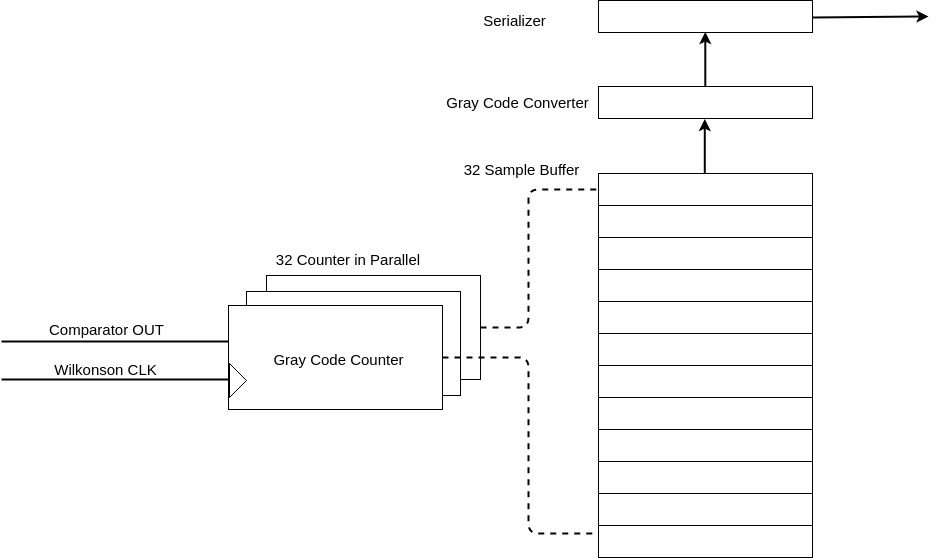 Serializer
Gray Code Converter
32 Sample Buffer
32 Counter in Parallel
Comparator OUT
Gray Code Counter
Wilkonson CLK